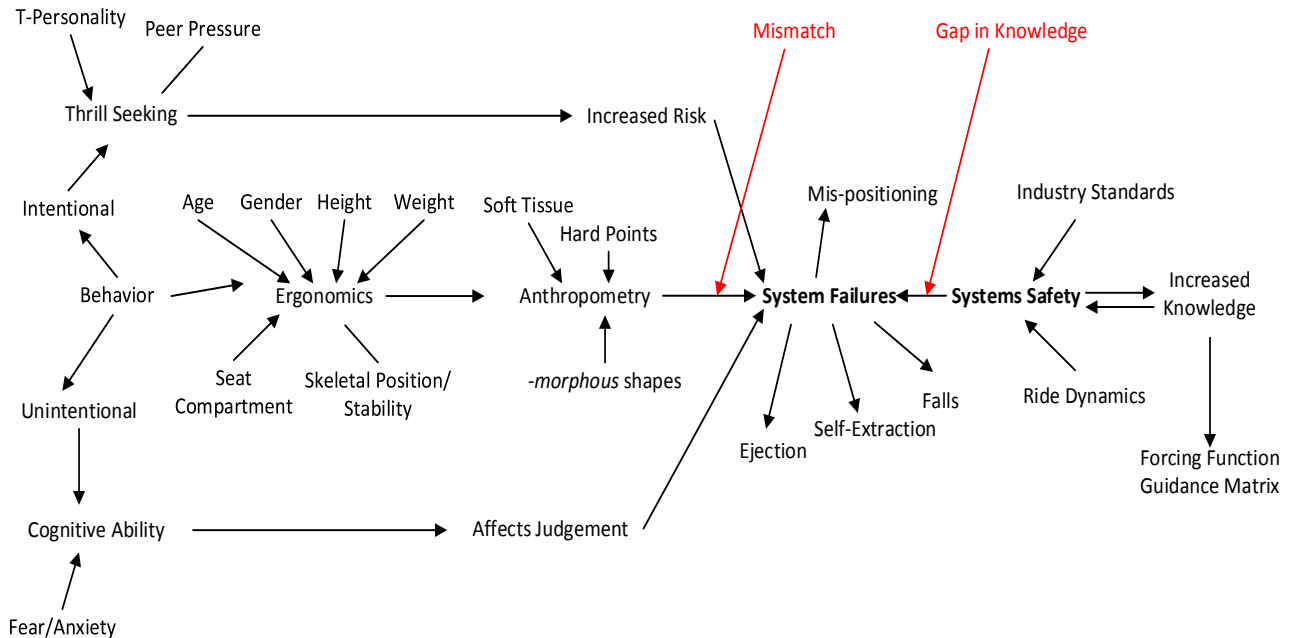 T-Personality
Peer Pressure
Mismatch
Gap in Knowledge
Thrill Seeking
Increased Risk
Intentional
Age
Gender
Height
Weight
Soft Tissue
Hard Points
Mis-positioning
Industry Standards
Behavior
Ergonomics
Anthropometry
System Failures
Systems Safety
Increased
Knowledge
Seat
Compartment
Skeletal Position/
Stability
-morphous shapes
Unintentional
Ejection
Self-Extraction
Falls
Ride Dynamics
Forcing Function
Guidance Matrix
Cognitive Ability
Affects Judgement
Fear/Anxiety